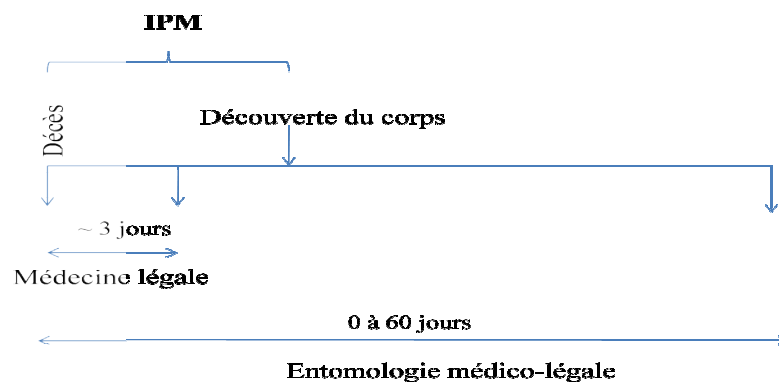 IPM
Découverte du corps
Décès
~ 3 jours
Médecine légale
0 à 60 jours
Entomologie médico-légale